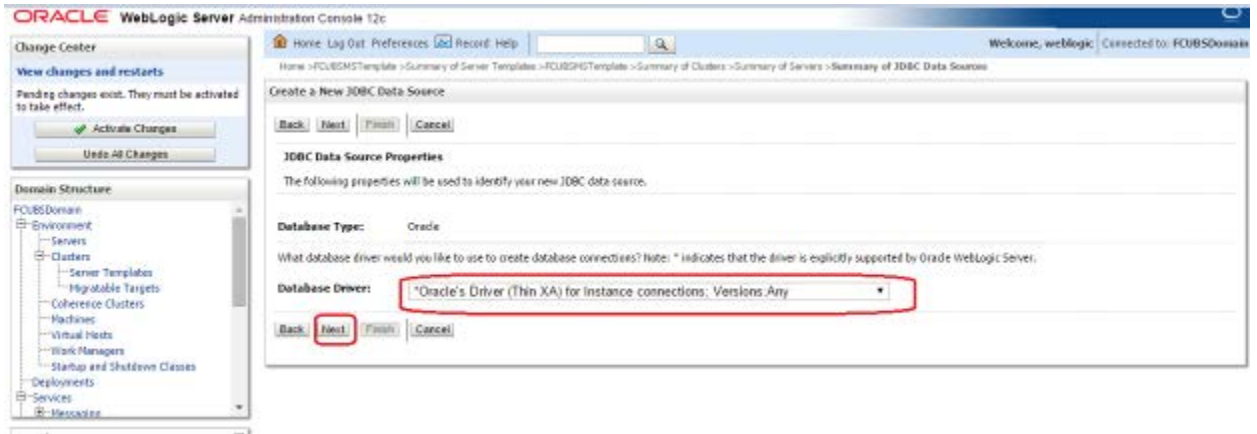 ORACLE WebLogic Server Administration Console 12c
Change Center
View changes and restarts
Pending changes exist. They must be activated
to take effect.
Activate Changes
Undo All Changes
Domain Structure
FCUBSDomain
Environment
Servers
Clusters
Server Templates
Migratable Targets
Coherence Clusters
Machines
Virtual Hosts
Work Managers
Startup and Shutdown Classes
Deployments
Services
Messaging
Home Log Out Preferences Record Help
Welcome, weblogic Connected to: FCUBSDomain
Home >FCUBSMSTemplate >Summary of Server Templates >FCUBSMSTemplate >Summary of Clusters >Summary of Servers >Summary of JDBC Data Sources
Create a New JDBC Data Source
Back Next Finish Cancel
JDBC Data Source Properties
The following properties will be used to identify your new JDBC data source.
Database Type: Oracle
What database driver would you like to use to create database connections? Note: * indicates that the driver is explicitly supported by Oracle WebLogic Server.
Database Driver: *Oracle's Driver (Thin XA) for Instance connections; Versions:Any
Back Next Finish Cancel